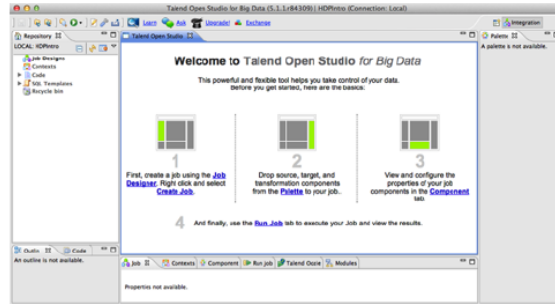 Talend Open Studio for Big Data (5.1.1.r84309) | HDPIntro (Connection: Local)
Learn Ask Upgrade! Exchange
Integration
Repository
Talend Open Studio
Palette
LOCAL: HDPIntro
A palette is not available.
Job Designs
Contexts
Code
SQL Templates
Recycle bin
Welcome to Talend Open Studio for Big Data
This powerful and flexible tool helps you take control of your data.
Before you get started, here are the basics:
1
First, create a job using the Job
Designer. Right click and select
Create Job.
2
Drop source, target, and
transformation components
from the Palette to your job.
3
View and configure the
properties of your job
components in the Component
tab.
4 And finally, use the Run Job tab to execute your Job and view the results.
Outlin Code
An outline is not available.
Job Contexts Component Run Job Talend Oozie Modules
Properties not available.